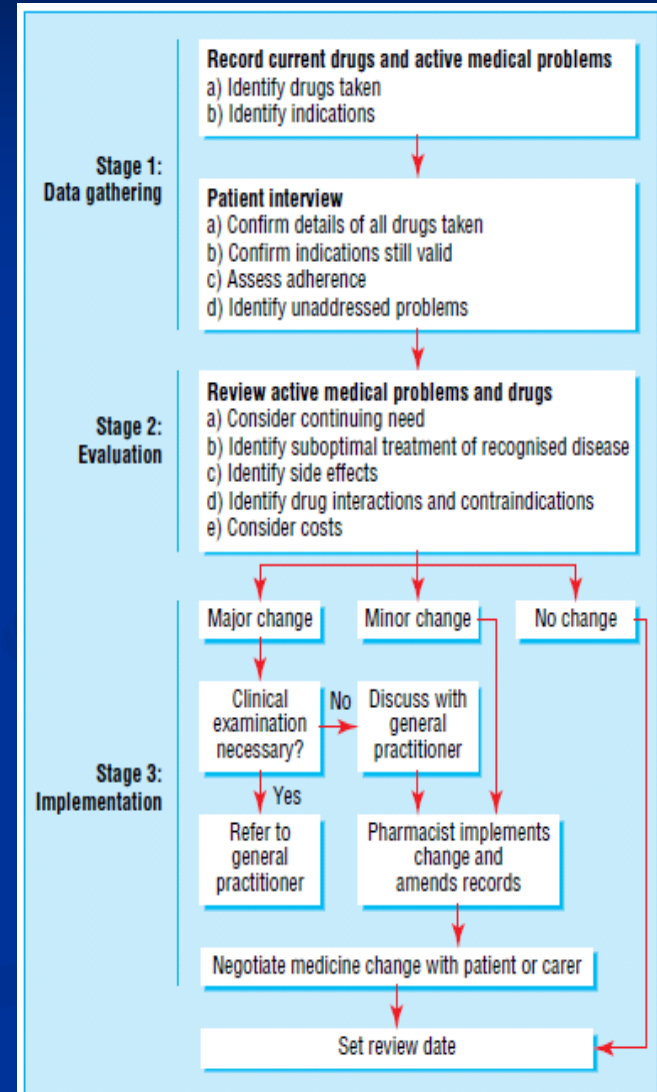 Record current drugs and active medical problems
a) Identify drugs taken
b) Identify indications
Stage 1:
Data gathering
Patient interview
a) Confirm details of all drugs taken
b) Confirm indications still valid
c) Assess adherence
d) Identify unaddressed problems
Stage 2:
Evaluation
Review active medical problems and drugs
a) Consider continuing need
b) Identify suboptimal treatment of recognised disease
c) Identify side effects
d) Identify drug interactions and contraindications
e) Consider costs
Major change
Minor change
No change
Clinical
examination
necessary?
No
Discuss with
general
practitioner
Stage 3:
Implementation
Yes
Refer to
general
practitioner
Pharmacist implements
change and
amends records
Negotiate medicine change with patient or carer
Set review date